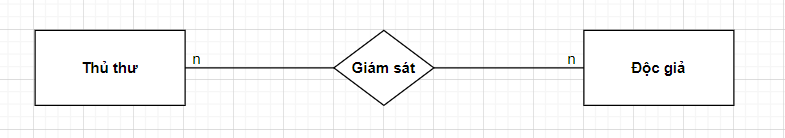 Thủ thư
n
Giám sát
n
Độc giả